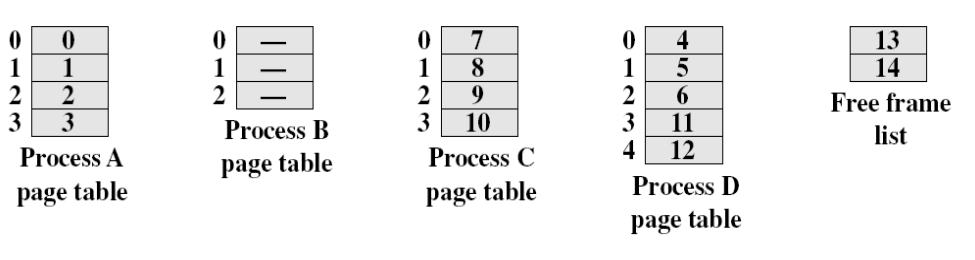 0 0
1 1
2 2
3 3
Process A
page table
0 —
1 —
2 —
Process B
page table
0 7
1 8
2 9
3 10
Process C
page table
0 4
1 5
2 6
3 11
4 12
Process D
page table
13
14
Free frame
list